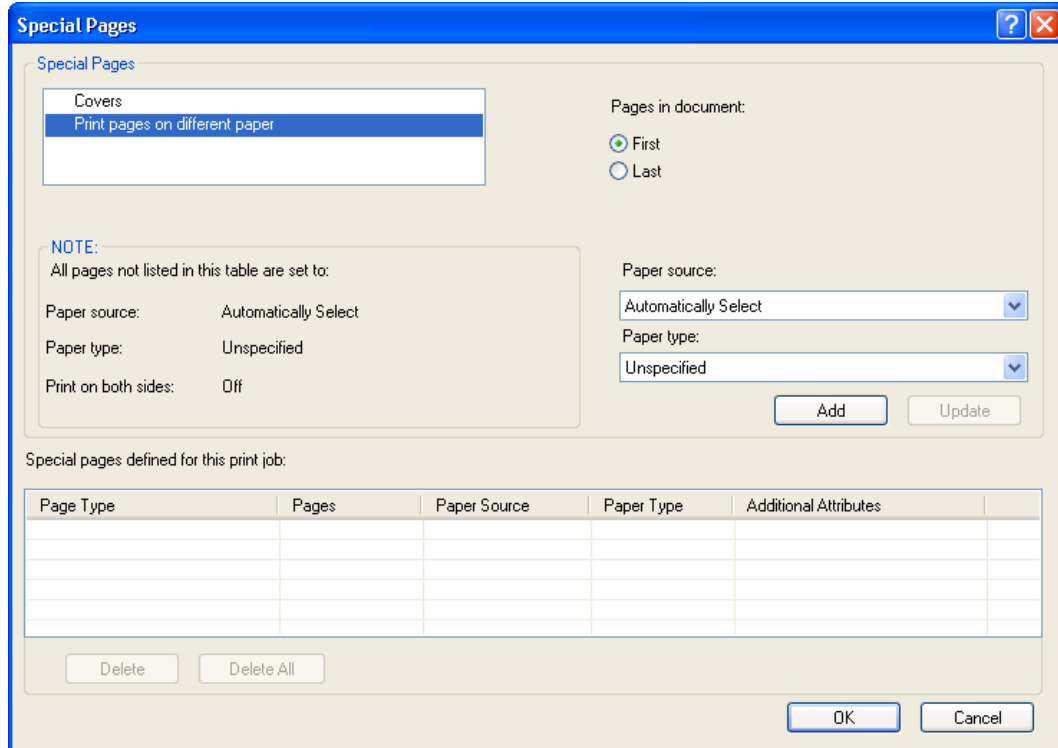 Special Pages
Special Pages
Covers
Print pages on different paper
Pages in document:
First
Last
NOTE:
All pages not listed in this table are set to:
Paper source: Automatically Select
Paper type: Unspecified
Print on both sides: Off
Paper source:
Automatically Select
Paper type:
Unspecified
Add Update
Special pages defined for this print job:
Page Type Pages Paper Source Paper Type Additional Attributes
Delete Delete All
OK Cancel